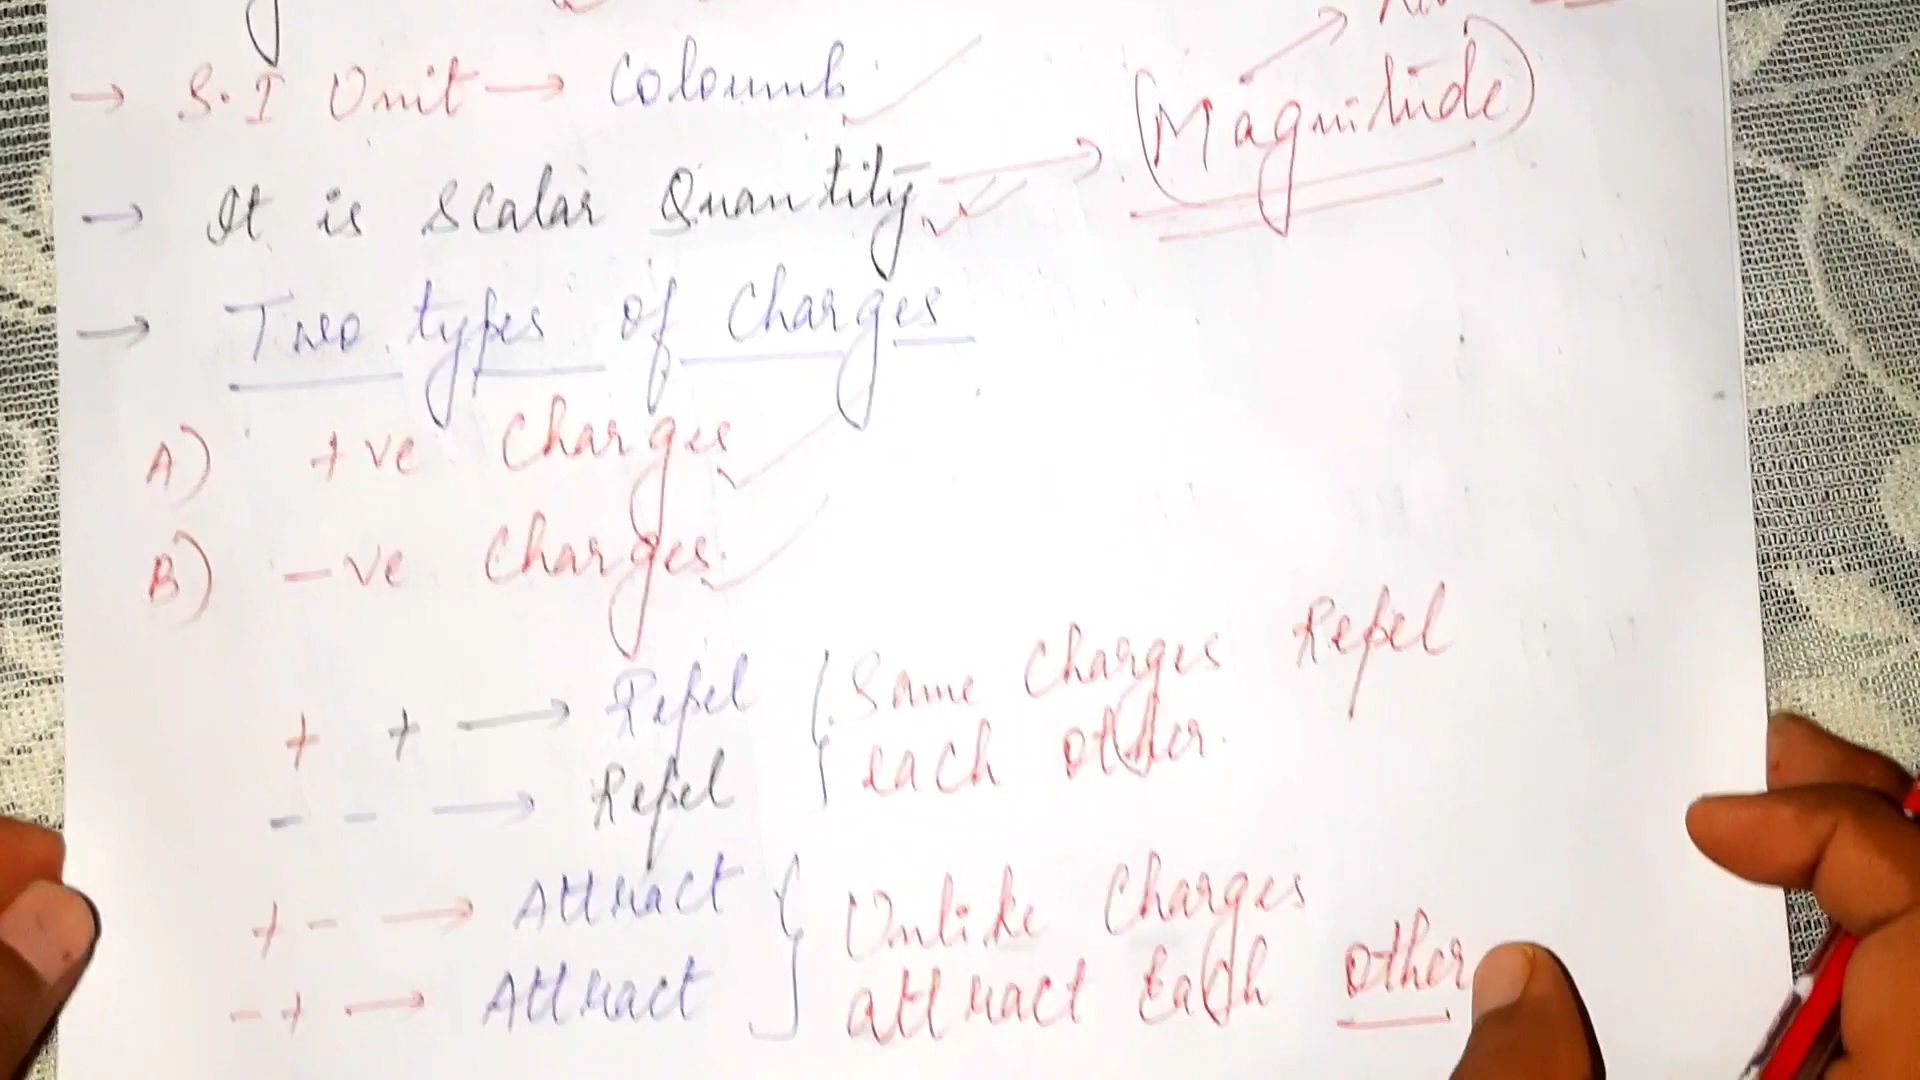 → S.I Unit → Coloumb
→ It is Scalar Quantity → (Magnitude)
→ Two types of Charges
A) +ve Charges
B) -ve Charges
+ + → Repel
- - → Repel
{ Same Charges Repel
each other.
+ - → Attract
- + → Attract
} Unlike Charges
attract Each other